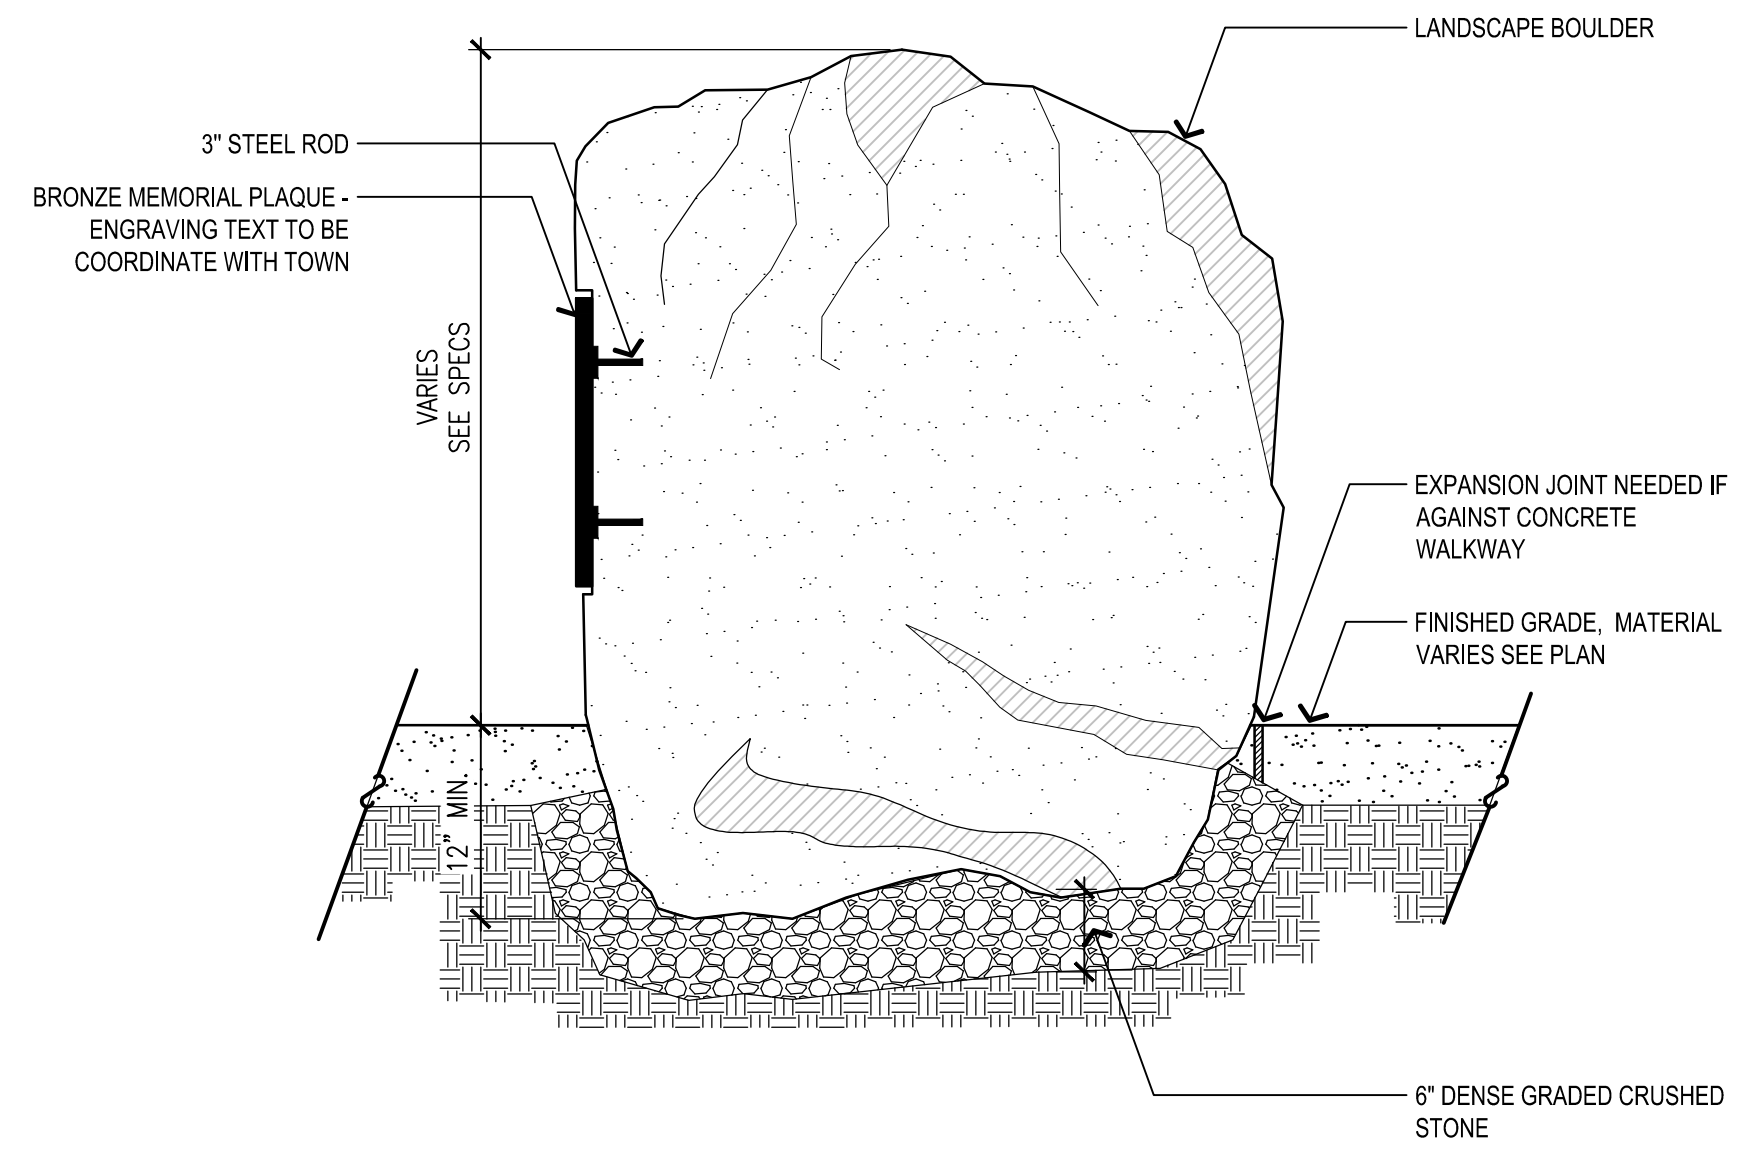 LANDSCAPE BOULDER
3" STEEL ROD
BRONZE MEMORIAL PLAQUE -
ENGRAVING TEXT TO BE
COORDINATE WITH TOWN
VARIES
SEE SPECS
EXPANSION JOINT NEEDED IF
AGAINST CONCRETE
WALKWAY
FINISHED GRADE, MATERIAL
VARIES SEE PLAN
12" MIN
6" DENSE GRADED CRUSHED
STONE